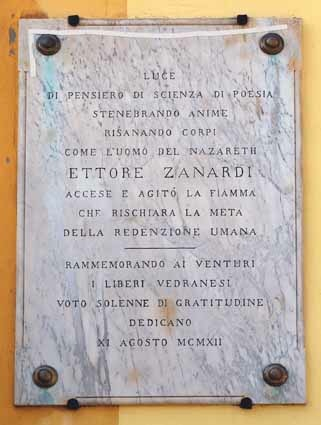 LUCE
DI PENSIERO DI SCIENZA DI POESIA
STENEBRANDO ANIME
RISANANDO CORPI
COME L'UOMO DEL NAZARETH
ETTORE ZANARDI
ACCESE E AGITÓ LA FIAMMA
CHE RISCHIARA LA META
DELLA REDENZIONE UMANA
RAMMEMORANDO AI VENTURI
I LIBERI VEDRANESI
VOTO SOLENNE DI GRATITUDINE
DEDICANO
XI AGOSTO MCMXII